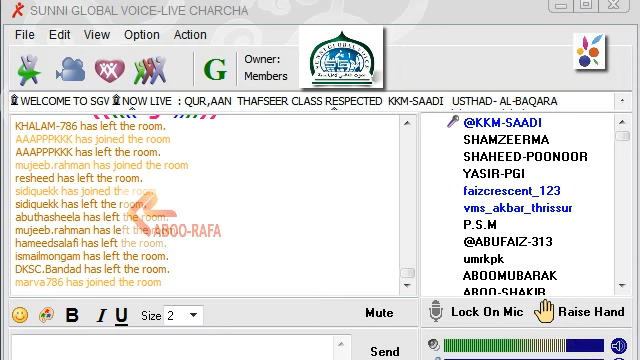 SUNNI GLOBAL VOICE-LIVE CHARCHA
File Edit View Option Action
G Owner:
Members
WELCOME TO SGV NOW LIVE : QUR,AAN THAFSEER CLASS RESPECTED KKM-SAADI USTHAD- AL-BAQARA
KHALAM-786 has left the room.
AAAPPPKKK has joined the room
AAAPPPKKK has left the room.
mujeeb.rahman has joined the room
resheed has left the room.
sidiquekk has joined the room
sidiquekk has left the room.
abuthasheela has left the room.
mujeeb.rahman has left the room.
hameedsalafi has left the room.
ismailmongam has left the room.
DKSC.Bandad has left the room.
marva786 has joined the room
ABOO-RAFA
@KKM-SAADI
SHAMZEERMA
SHAHEED-POONOOR
YASIR-PGI
faizcrescent_123
vms_akbar_thrissur
P.S.M
@ABUFAIZ-313
umrkpk
ABOOMUBARAK
ABOO-SHAKIR
B I U Size 2 Mute
Lock On Mic Raise Hand
Send